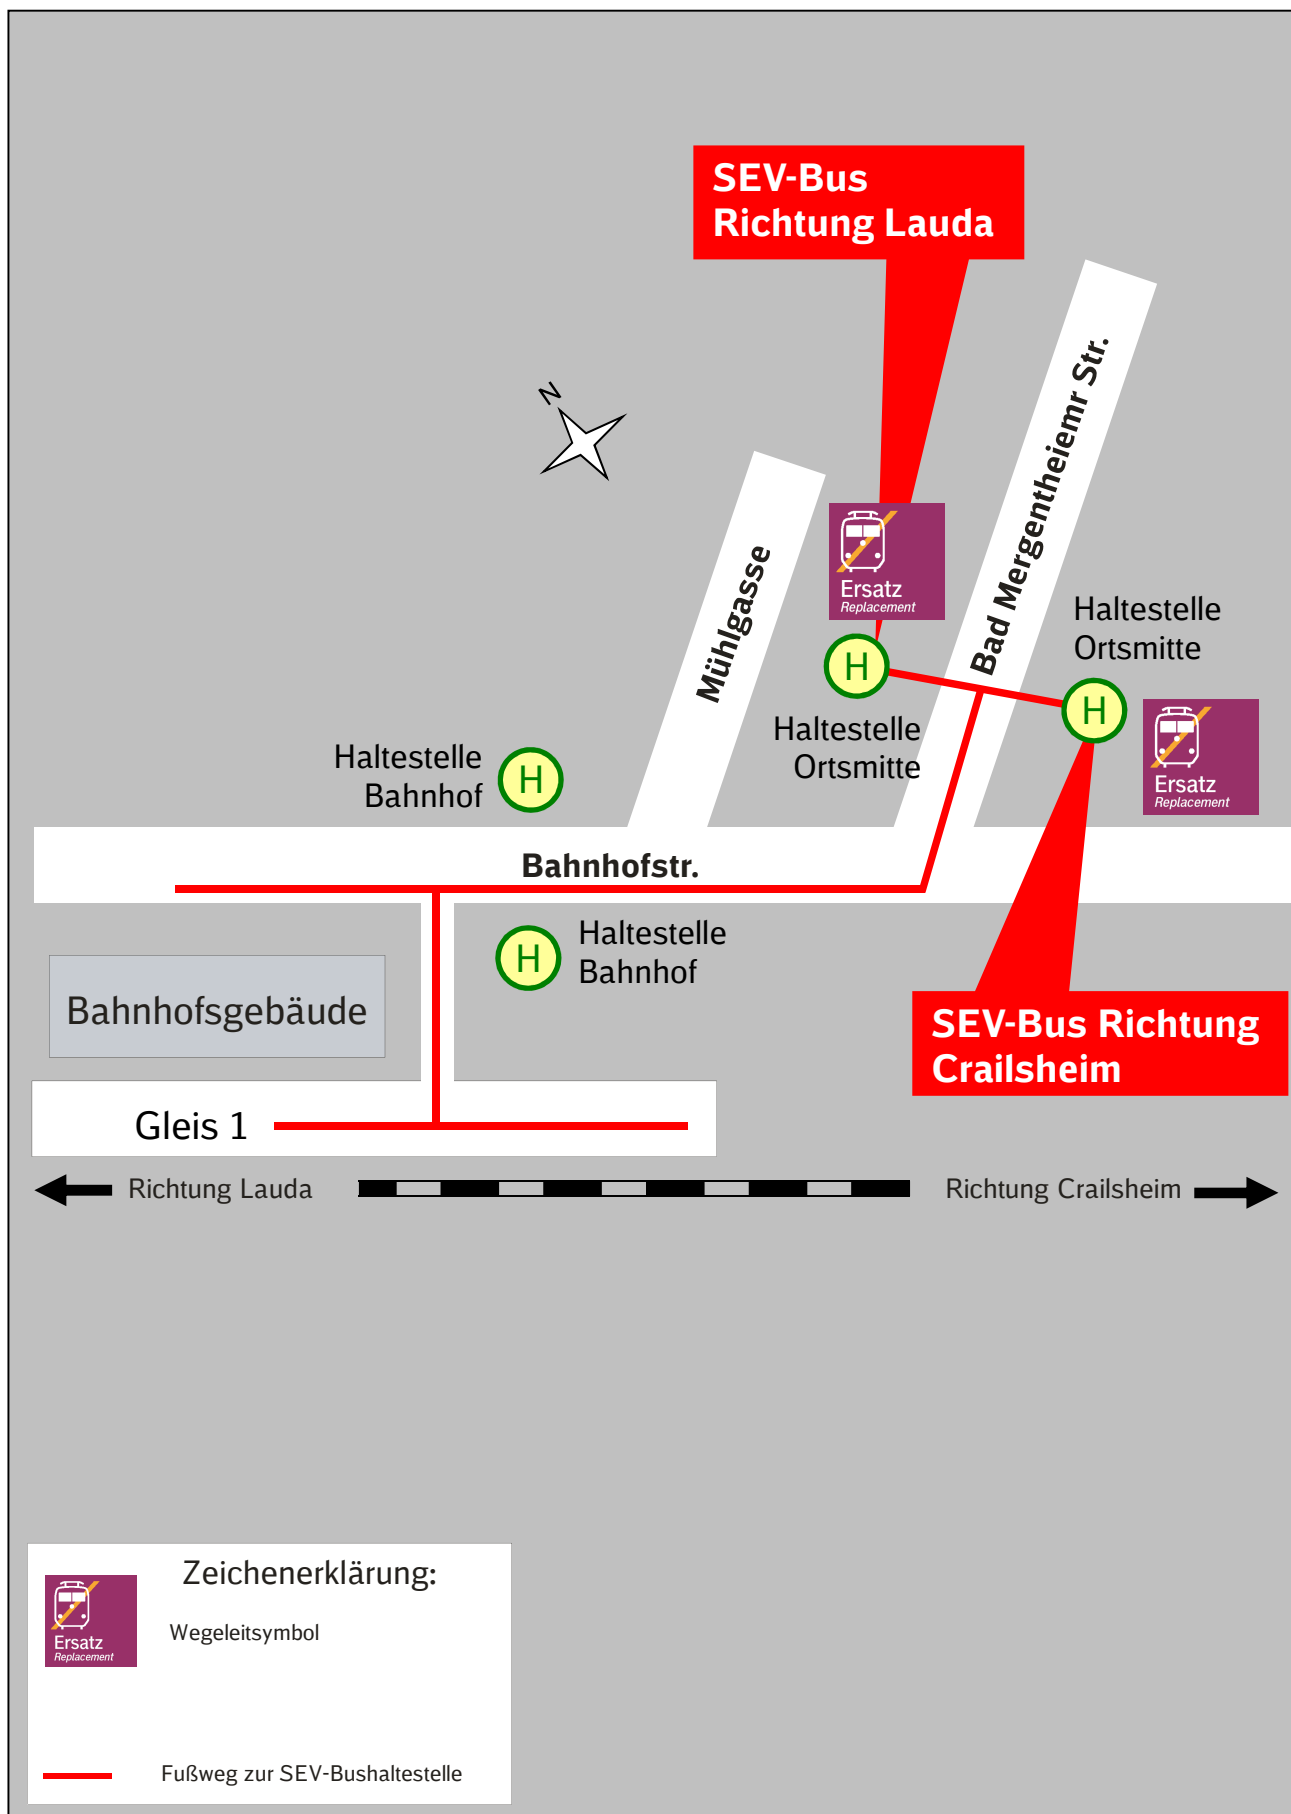 SEV-Bus
Richtung Lauda
N
Bad Mergentheiemr Str.
Mühlgasse
Ersatz
Replacement
Haltestelle
Ortsmitte
H
H
Haltestelle
Ortsmitte
Ersatz
Replacement
Haltestelle
Bahnhof
H
Bahnhofstr.
H
Haltestelle
Bahnhof
Bahnhofsgebäude
SEV-Bus Richtung
Crailsheim
Gleis 1
Richtung Lauda
Richtung Crailsheim
Zeichenerklärung:
Ersatz
Replacement
Wegeleitsymbol
Fußweg zur SEV-Bushaltestelle